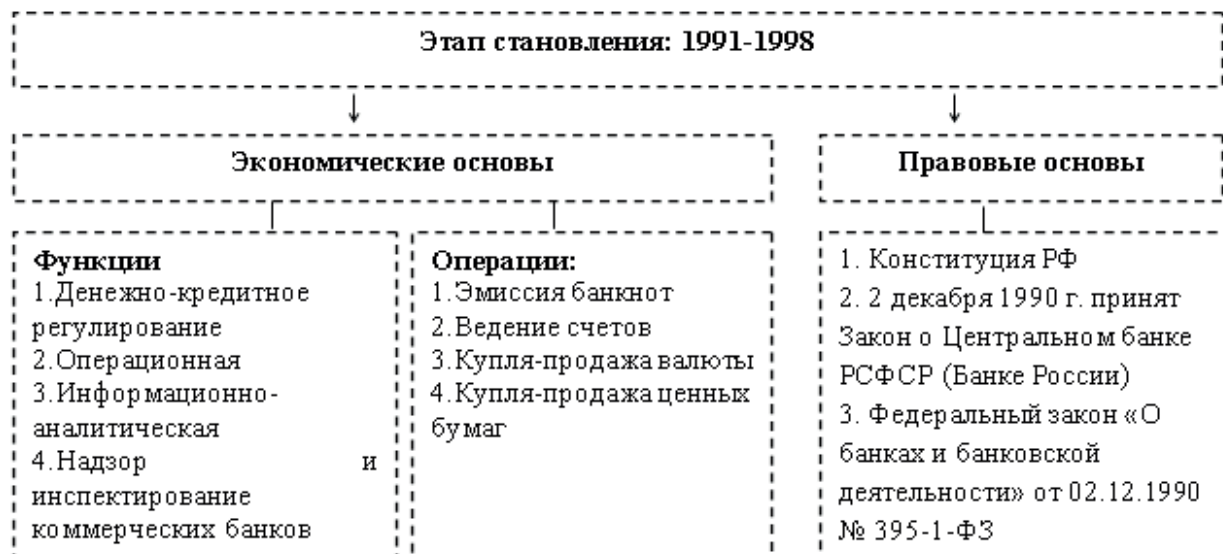 Этап становления: 1991-1998
Экономические основы
Правовые основы
Функции
1.Денежно-кредитное
регулирование
2.Операционная
3.Информационно-
аналитическая
4.Надзор и
инспектирование
коммерческих банков
Операции:
1.Эмиссия банкнот
2.Ведение счетов
3.Купля-продажа валюты
4.Купля-продажа ценных
бумаг
1. Конституция РФ
2. 2 декабря 1990 г. принят
Закон о Центральном банке
РСФСР (Банке России)
3. Федеральный закон «О
банках и банковской
деятельности» от 02.12.1990
№ 395-1-ФЗ